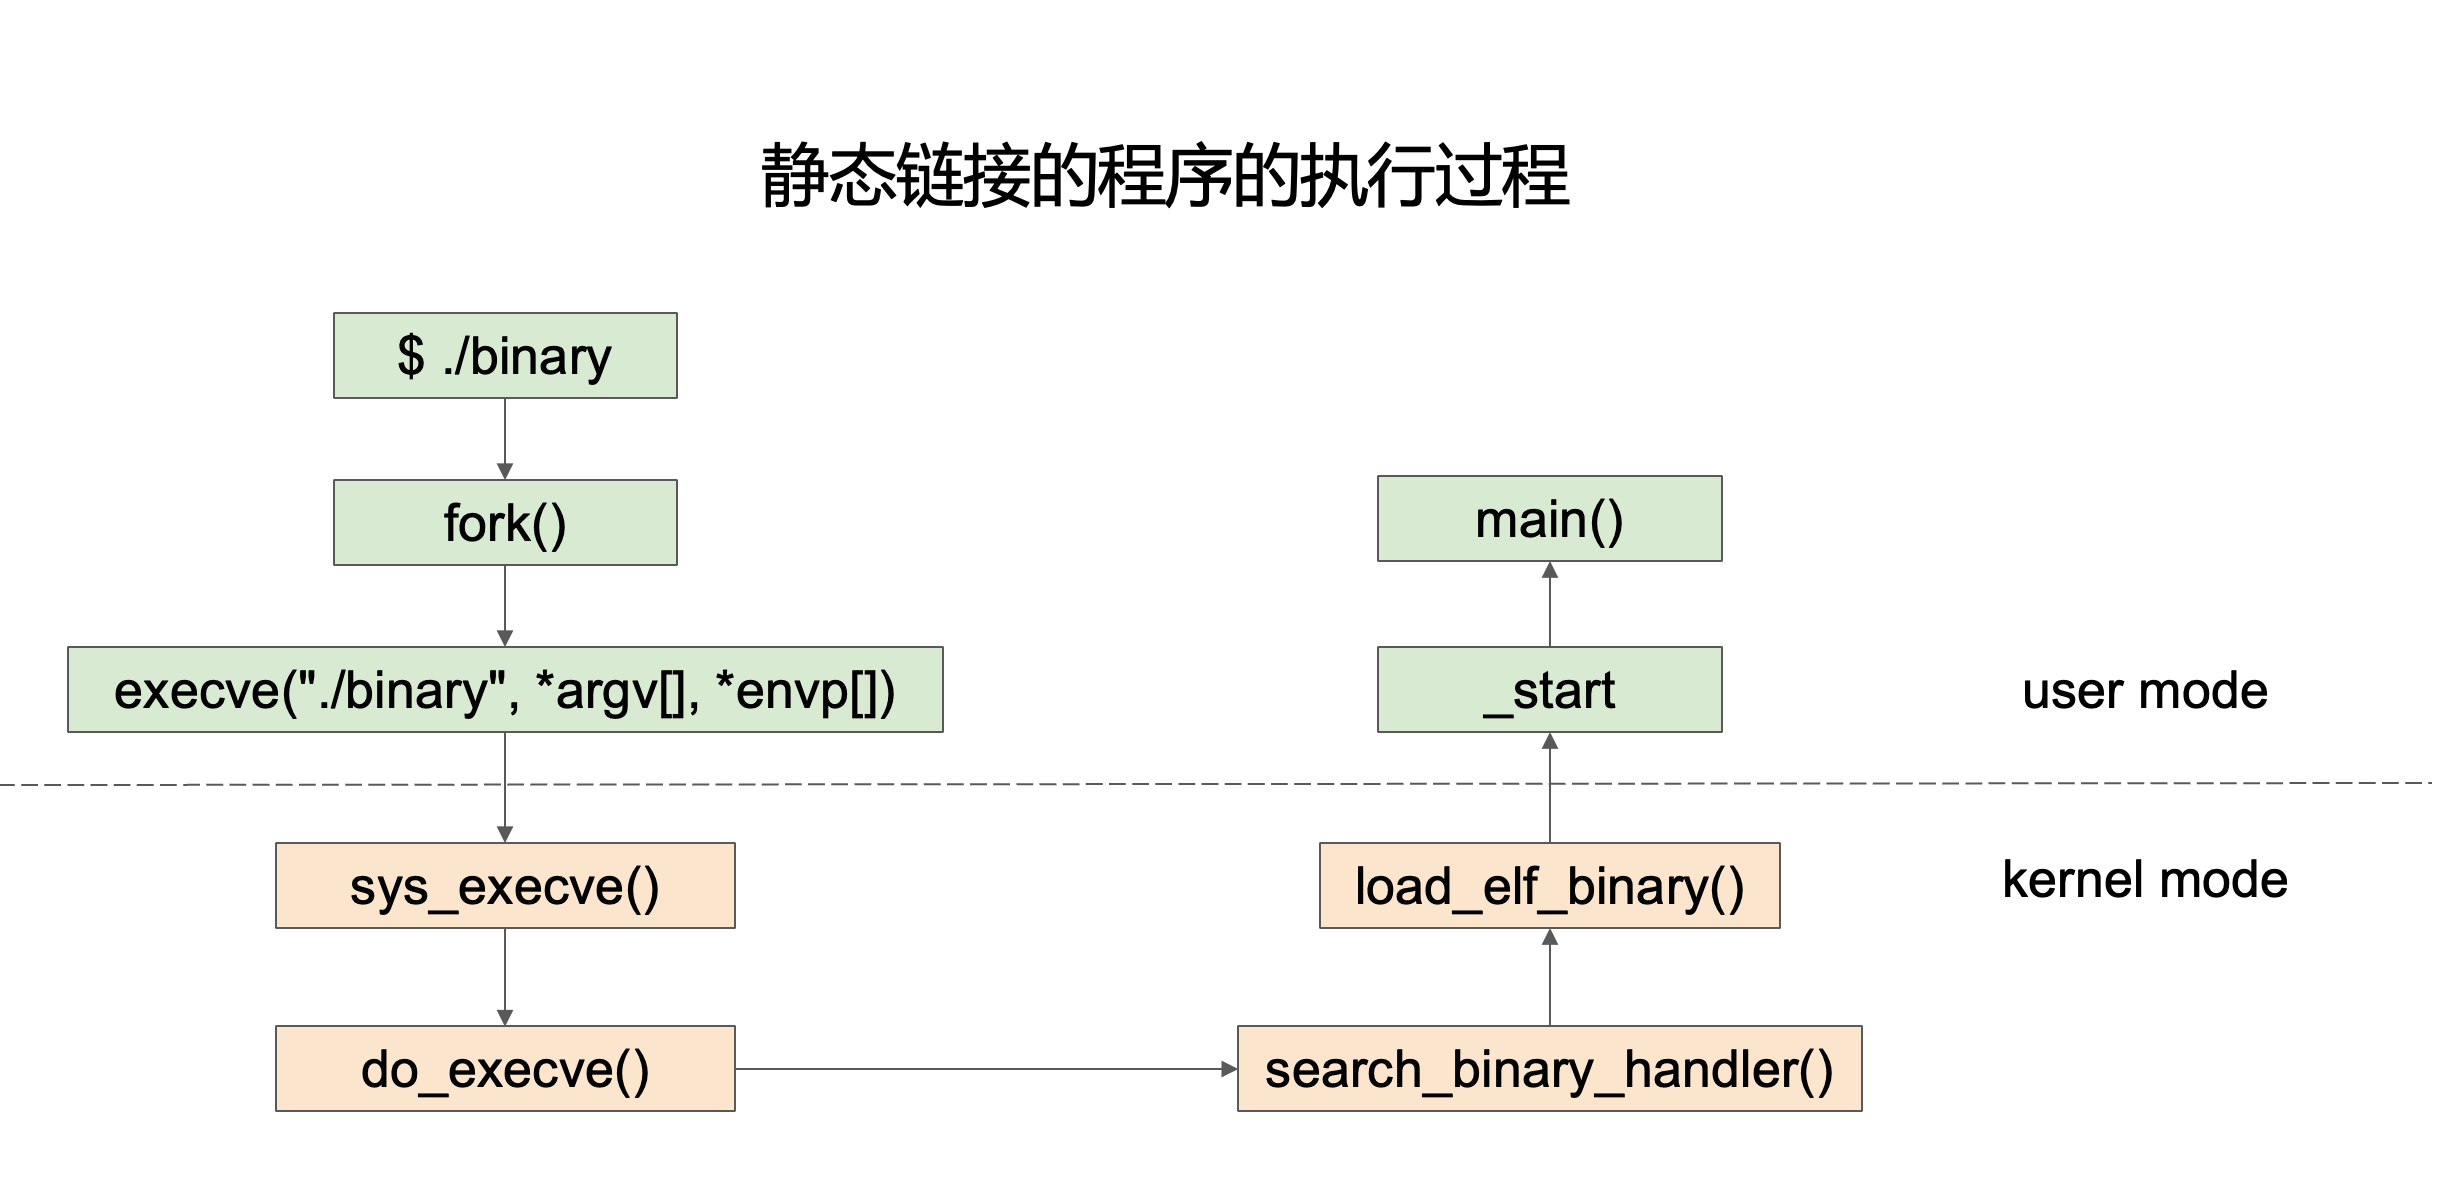 静态链接的程序的执行过程
$ ./binary
fork()
execve("./binary", *argv[], *envp[])
sys_execve()
do_execve()
search_binary_handler()
load_elf_binary()
_start
main()
user mode
kernel mode